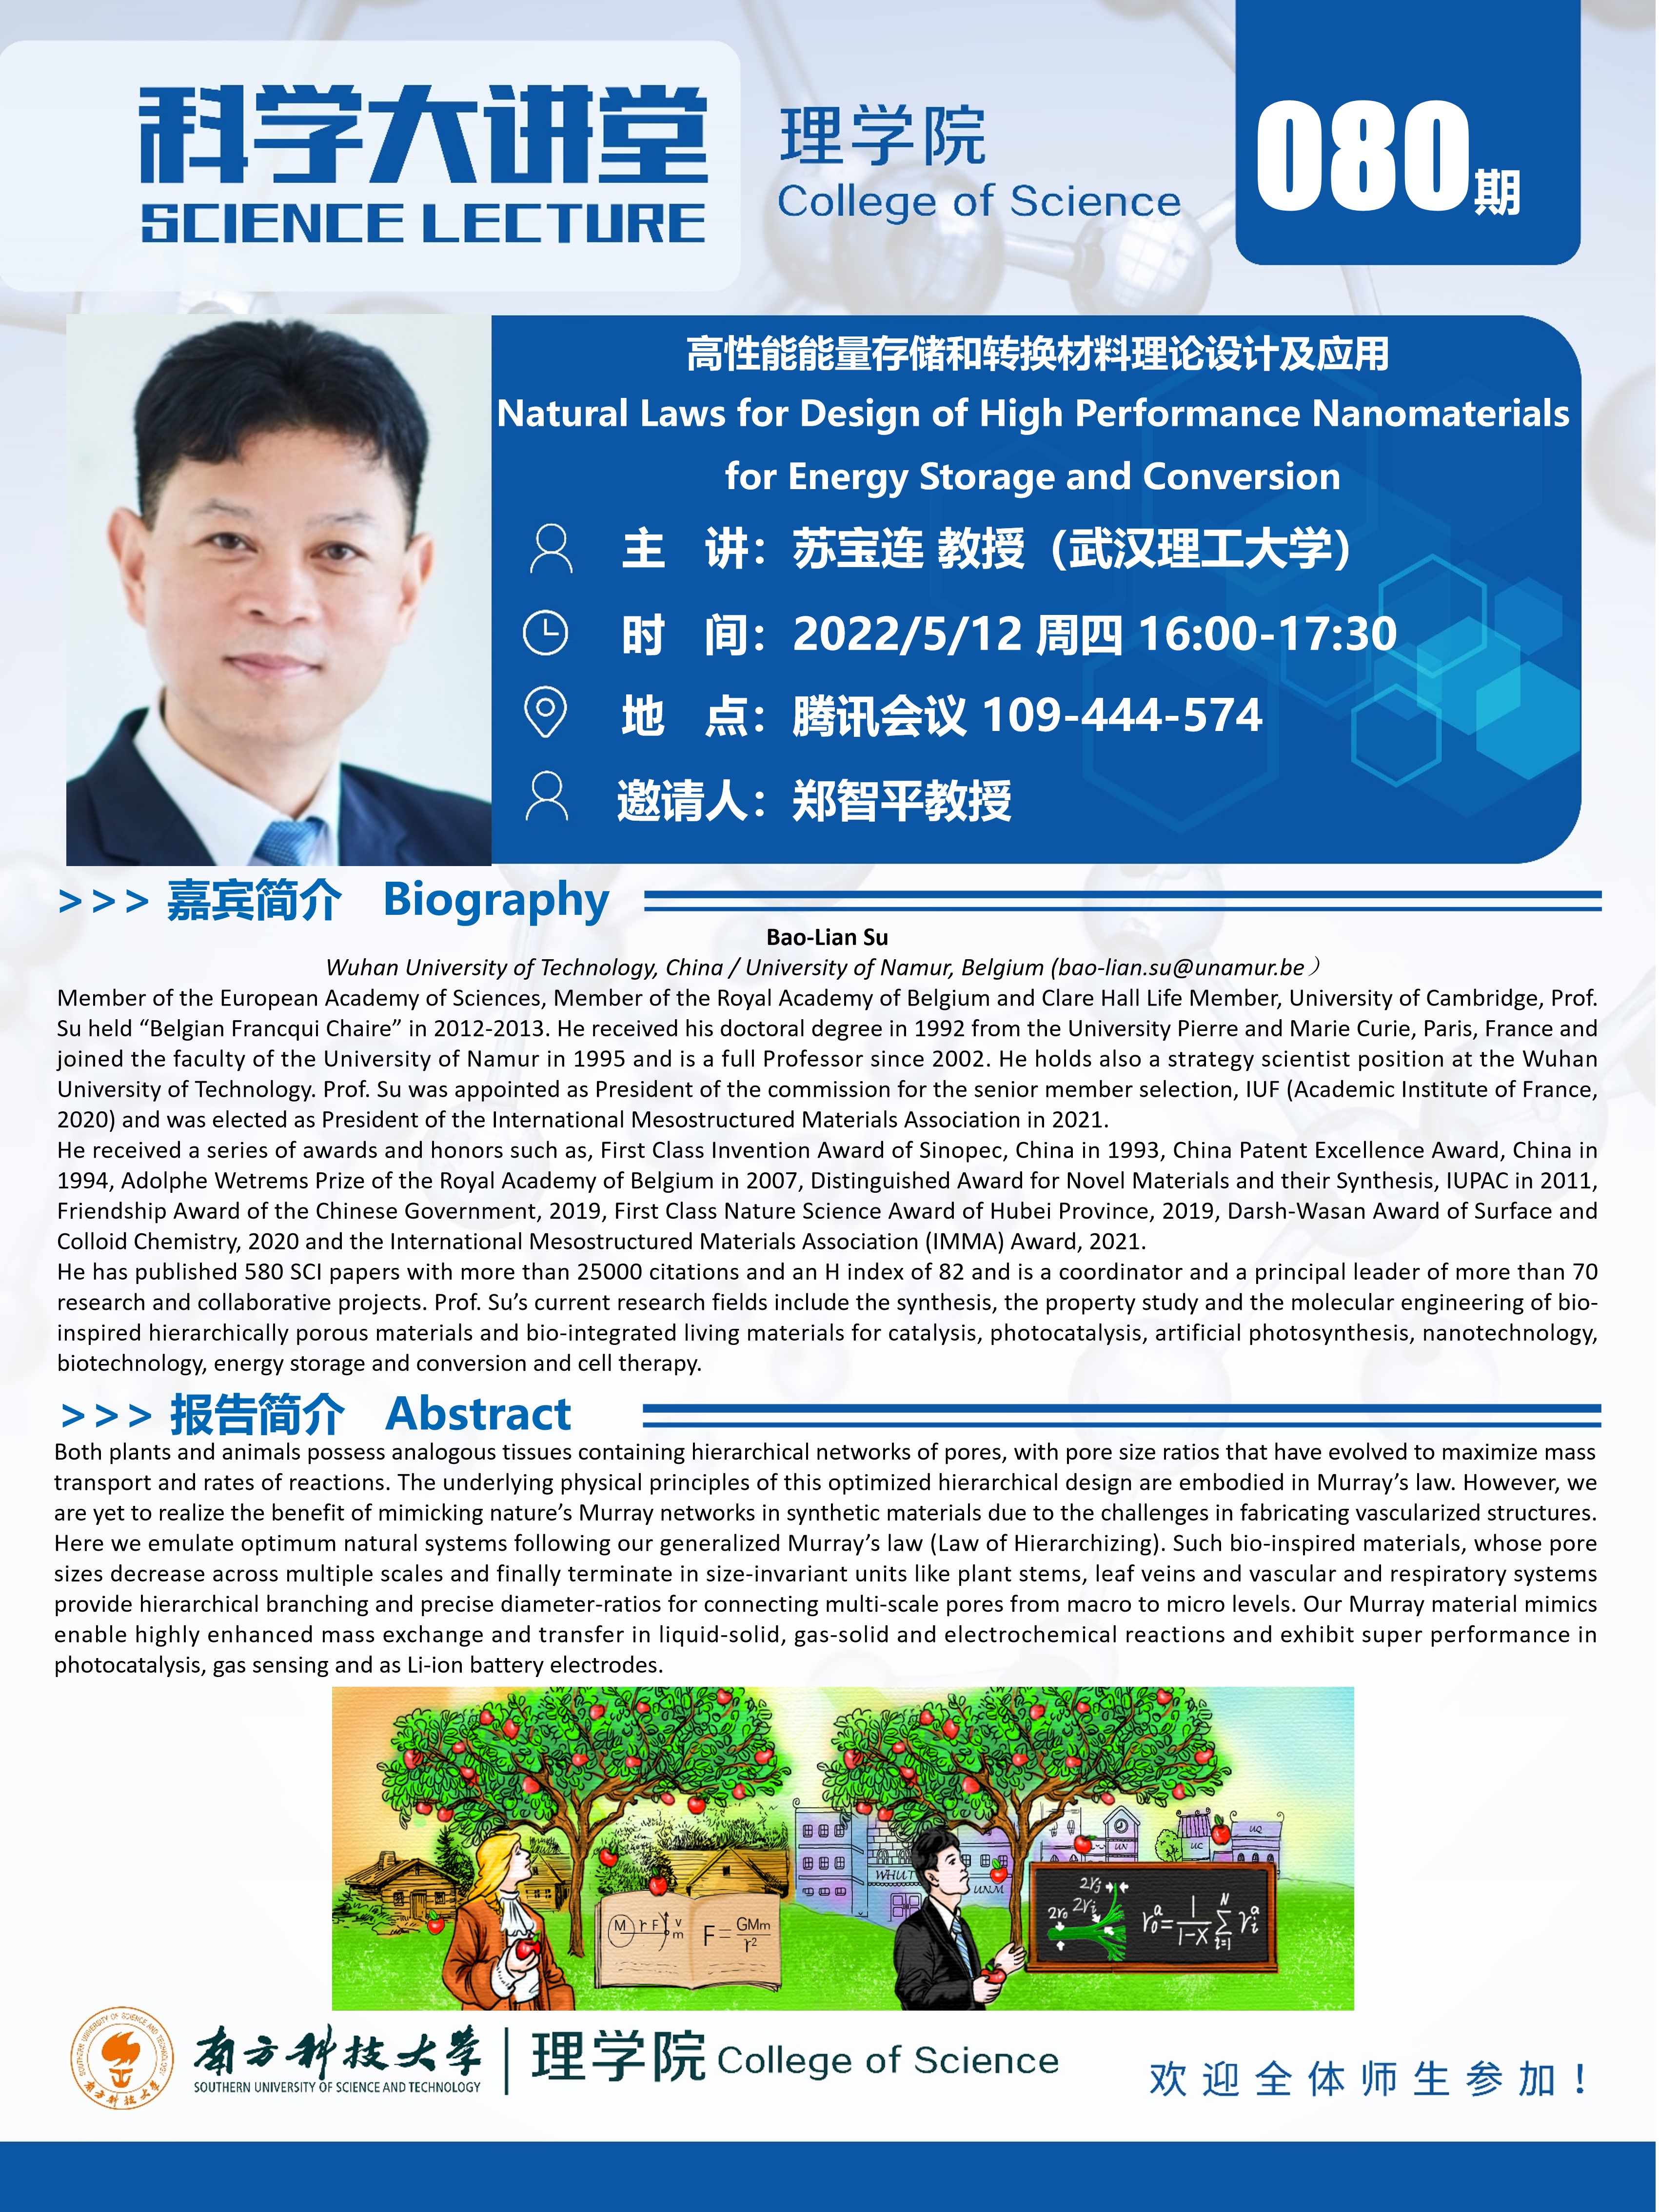 科学大讲堂
SCIENCE LECTURE
理学院
College of Science
080期
高性能能量存储和转换材料理论设计及应用
Natural Laws for Design of High Performance Nanomaterials
for Energy Storage and Conversion
主 讲：苏宝连 教授（武汉理工大学）
时 间：2022/5/12 周四 16:00-17:30
地 点：腾讯会议 109-444-574
邀请人：郑智平教授
>>> 嘉宾简介 Biography
Bao-Lian Su
Wuhan University of Technology, China / University of Namur, Belgium (bao-lian.su@unamur.be）
Member of the European Academy of Sciences, Member of the Royal Academy of Belgium and Clare Hall Life Member, University of Cambridge, Prof.
Su held “Belgian Francqui Chaire” in 2012-2013. He received his doctoral degree in 1992 from the University Pierre and Marie Curie, Paris, France and
joined the faculty of the University of Namur in 1995 and is a full Professor since 2002. He holds also a strategy scientist position at the Wuhan
University of Technology. Prof. Su was appointed as President of the commission for the senior member selection, IUF (Academic Institute of France,
2020) and was elected as President of the International Mesostructured Materials Association in 2021.
He received a series of awards and honors such as, First Class Invention Award of Sinopec, China in 1993, China Patent Excellence Award, China in
1994, Adolphe Wetrems Prize of the Royal Academy of Belgium in 2007, Distinguished Award for Novel Materials and their Synthesis, IUPAC in 2011,
Friendship Award of the Chinese Government, 2019, First Class Nature Science Award of Hubei Province, 2019, Darsh-Wasan Award of Surface and
Colloid Chemistry, 2020 and the International Mesostructured Materials Association (IMMA) Award, 2021.
He has published 580 SCI papers with more than 25000 citations and an H index of 82 and is a coordinator and a principal leader of more than 70
research and collaborative projects. Prof. Su’s current research fields include the synthesis, the property study and the molecular engineering of bio-
inspired hierarchically porous materials and bio-integrated living materials for catalysis, photocatalysis, artificial photosynthesis, nanotechnology,
biotechnology, energy storage and conversion and cell therapy.
>>> 报告简介 Abstract
Both plants and animals possess analogous tissues containing hierarchical networks of pores, with pore size ratios that have evolved to maximize mass
transport and rates of reactions. The underlying physical principles of this optimized hierarchical design are embodied in Murray’s law. However, we
are yet to realize the benefit of mimicking nature’s Murray networks in synthetic materials due to the challenges in fabricating vascularized structures.
Here we emulate optimum natural systems following our generalized Murray’s law (Law of Hierarchizing). Such bio-inspired materials, whose pore
sizes decrease across multiple scales and finally terminate in size-invariant units like plant stems, leaf veins and vascular and respiratory systems
provide hierarchical branching and precise diameter-ratios for connecting multi-scale pores from macro to micro levels. Our Murray material mimics
enable highly enhanced mass exchange and transfer in liquid-solid, gas-solid and electrochemical reactions and exhibit super performance in
photocatalysis, gas sensing and as Li-ion battery electrodes.
UN
UC
UQ
WHUT
UNM
M r F v m
F=GMm/r²
2r₀ 2rᵢ 2rⱼ
r₀ᵃ=1/(1-X) Σ(i=1 to N) rᵢᵃ
SOUTHERN UNIVERSITY OF SCIENCE AND TECHNOLOGY
南方科技大学
南方科技大学
SOUTHERN UNIVERSITY OF SCIENCE AND TECHNOLOGY
理学院 College of Science
欢迎全体师生参加！